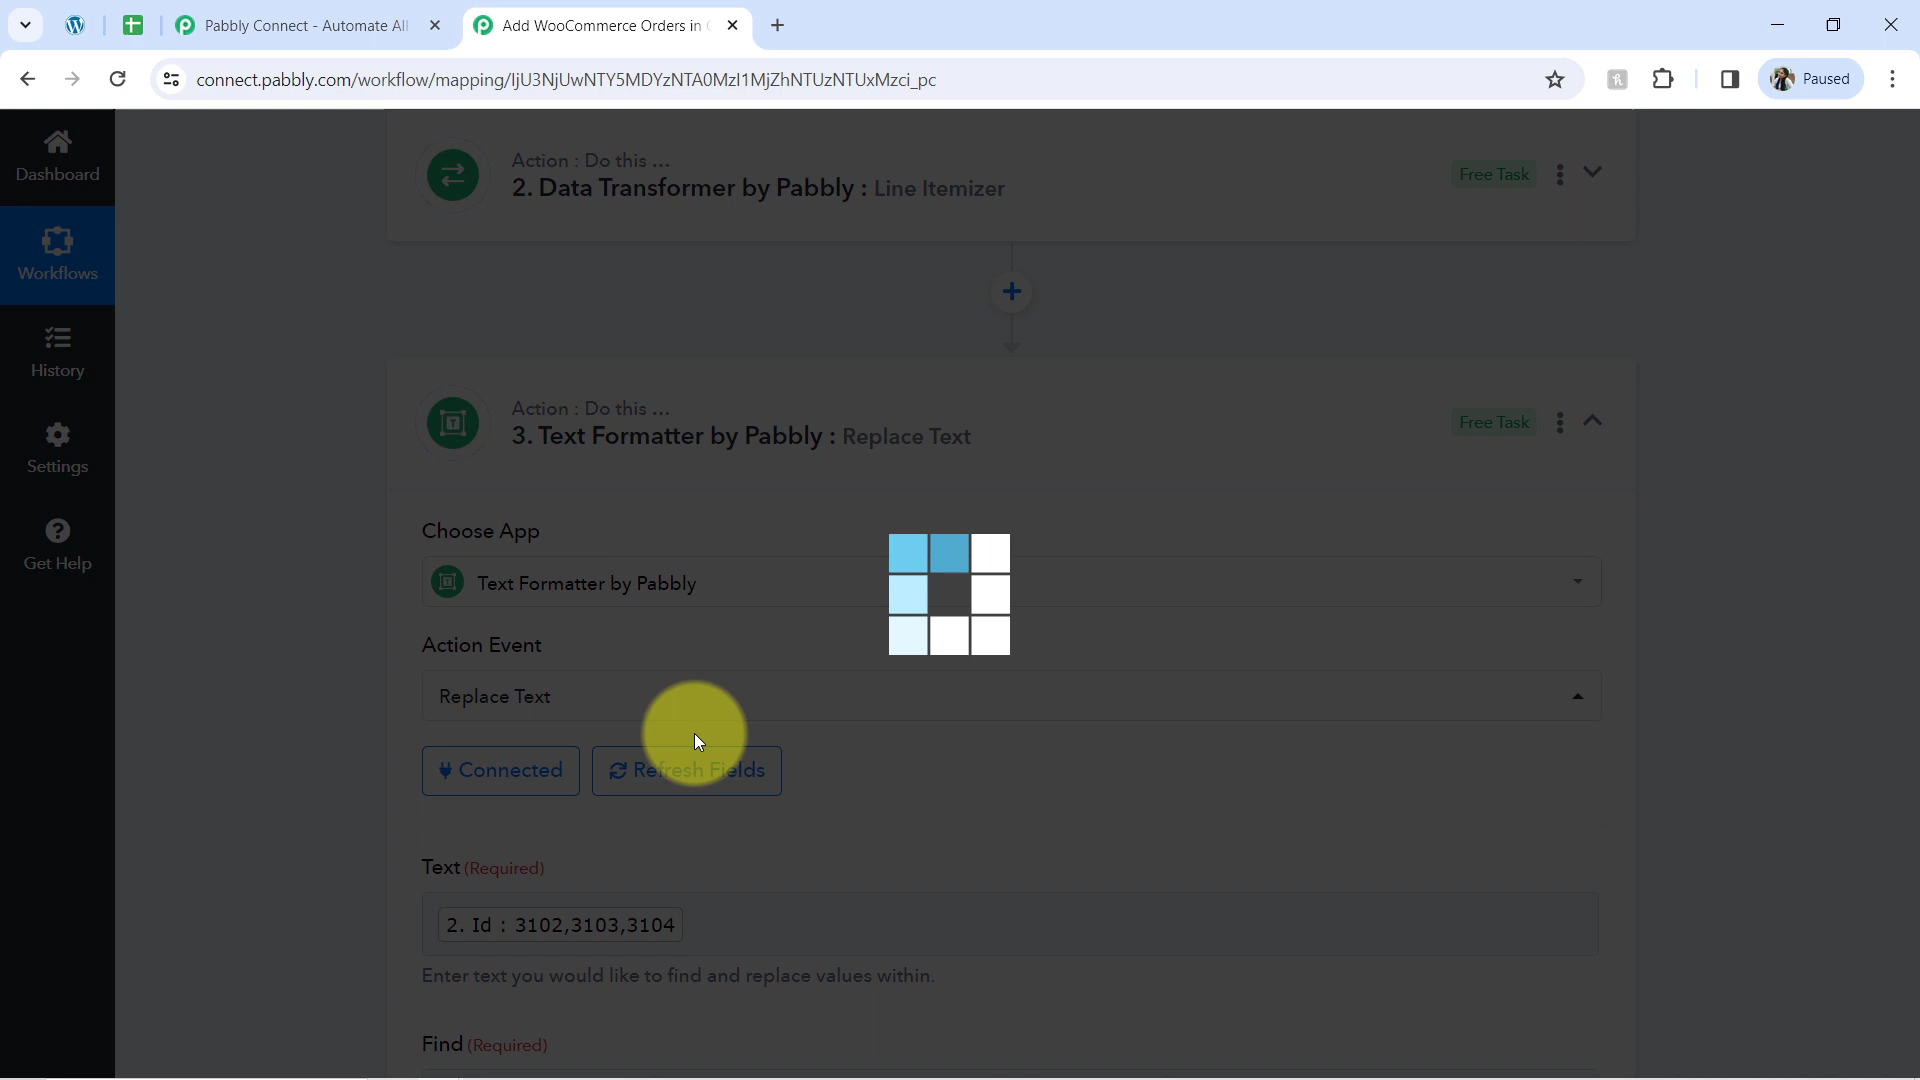 Pabbly Connect - Automate All
Add WooCommerce Orders in
connect.pabbly.com/workflow/mapping/
Paused
Dashboard
Workflows
History
Settings
Get Help
Action : Do this ...
2. Data Transformer by Pabbly : Line Itemizer
Free Task
Action : Do this ...
3. Text Formatter by Pabbly : Replace Text
Free Task
Choose App
Text Formatter by Pabbly
Action Event
Replace Text
Connected
Refresh Fields
Text (Required)
2. Id : 3102,3103,3104
Enter text you would like to find and replace values within.
Find (Required)